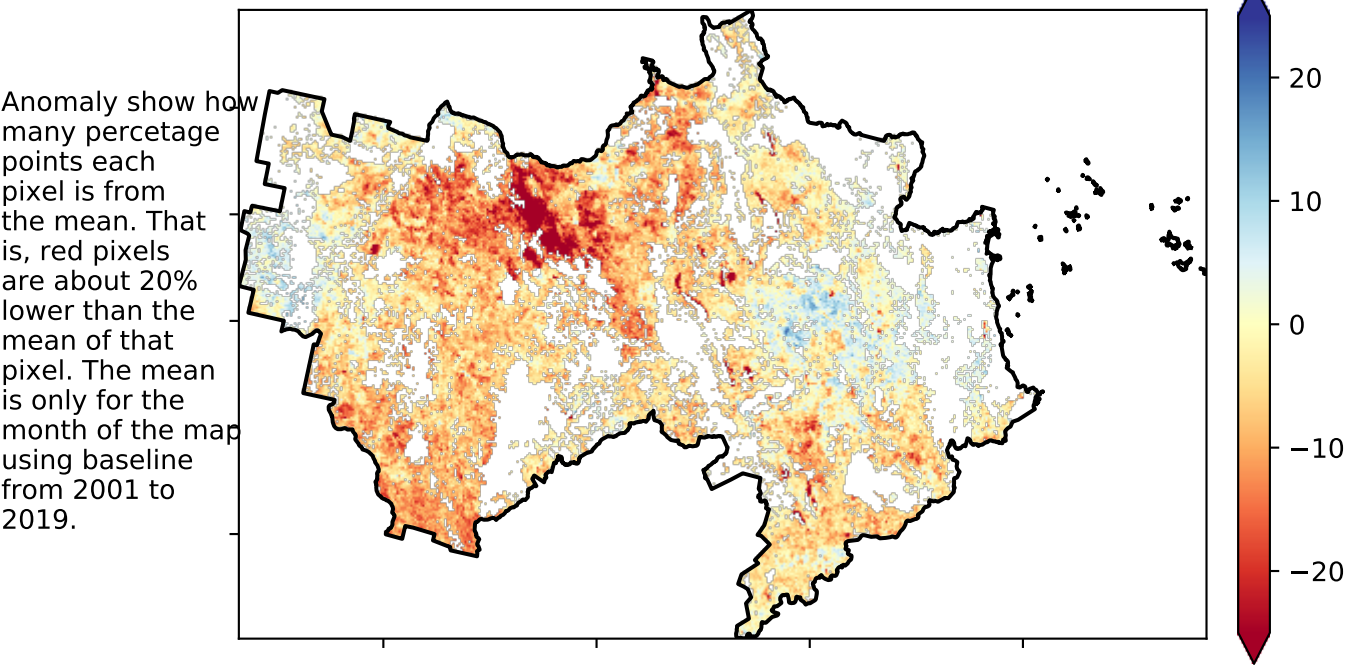 Anomaly show how
many percetage
points each
pixel is from
the mean. That
is, red pixels
are about 20%
lower than the
mean of that
pixel. The mean
is only for the
month of the map
using baseline
from 2001 to
2019.
20
10
0
−10
−20